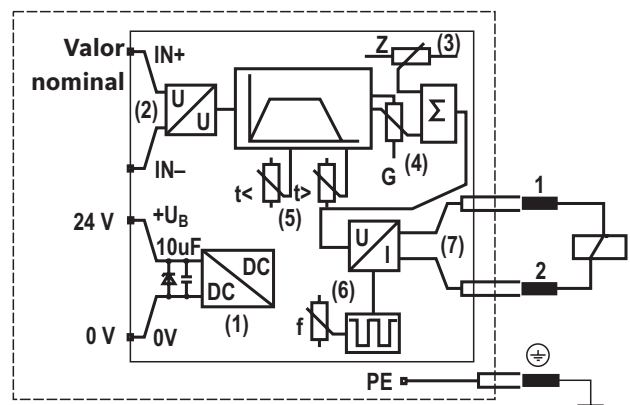 Valor
nominal
IN+
Z
(3)
(2)
U
U
Σ
(4)
G
IN–
t<
t>
(5)
1
24 V
+UB
10uF
DC
DC
(1)
U
I
(7)
(6)
2
f
0 V
0V
PE